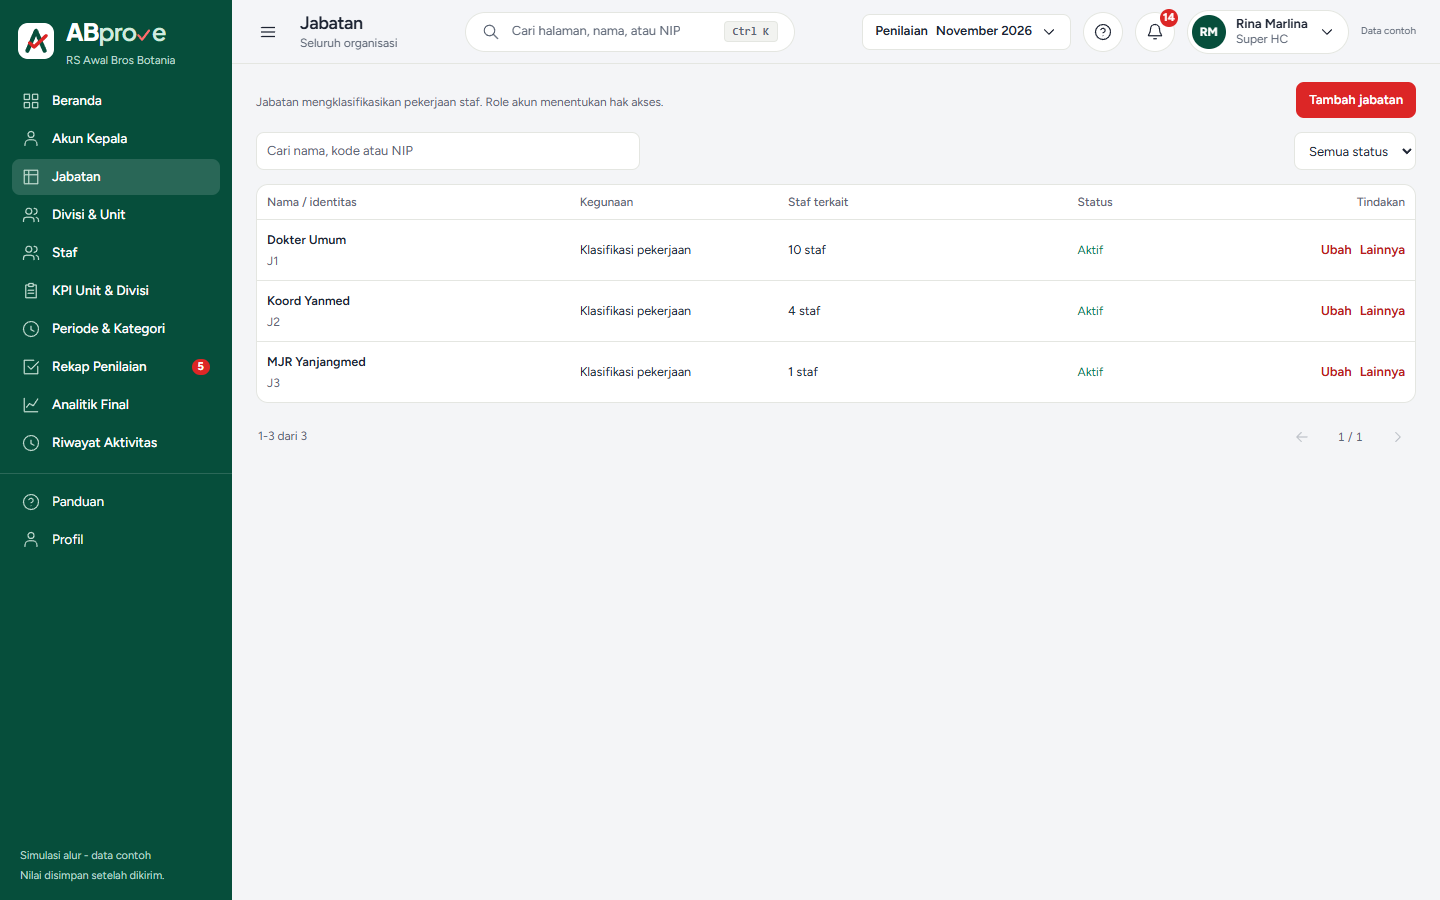 ABprove
RS Awal Bros Botania
Beranda
Akun Kepala
Jabatan
Divisi & Unit
Staf
KPI Unit & Divisi
Periode & Kategori
Rekap Penilaian 5
Analitik Final
Riwayat Aktivitas
Panduan
Profil
Simulasi alur - data contoh
Nilai disimpan setelah dikirim.
Jabatan
Seluruh organisasi
Cari halaman, nama, atau NIP Ctrl K
Penilaian November 2026
14
RM
Rina Marlina
Super HC
Data contoh
Jabatan mengklasifikasikan pekerjaan staf. Role akun menentukan hak akses.
Tambah jabatan
Cari nama, kode atau NIP
Semua status
Nama / identitas Kegunaan Staf terkait Status Tindakan
Dokter Umum
J1
Klasifikasi pekerjaan 10 staf Aktif Ubah Lainnya
Koord Yanmed
J2
Klasifikasi pekerjaan 4 staf Aktif Ubah Lainnya
MJR Yanjangmed
J3
Klasifikasi pekerjaan 1 staf Aktif Ubah Lainnya
1-3 dari 3
1 / 1